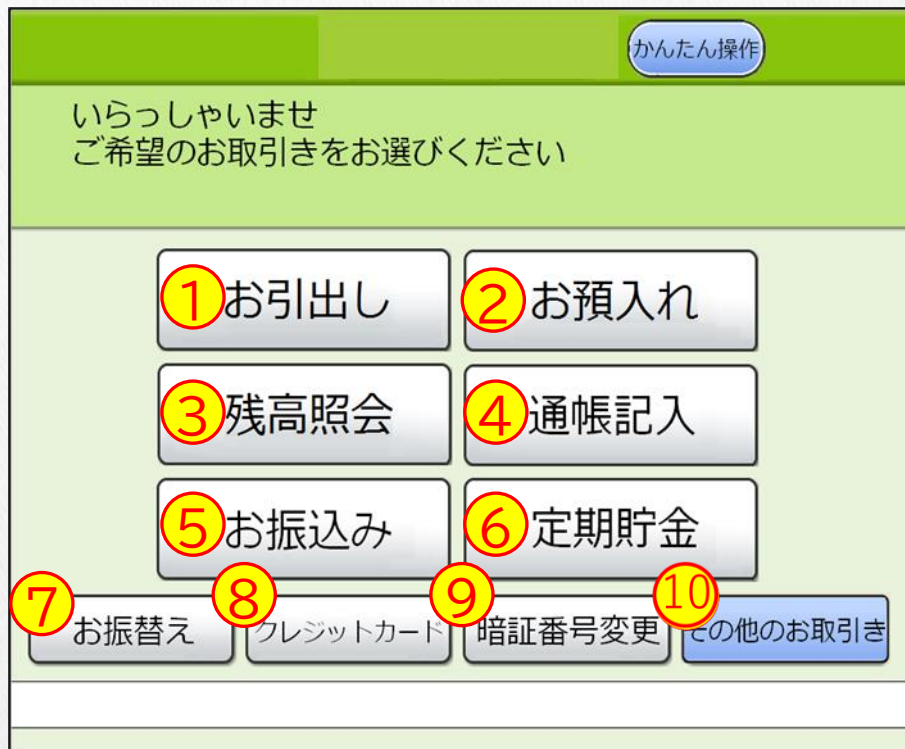 かんたん操作
いらっしゃいませ
ご希望のお取引きをお選びください
①お引出し
②お預入れ
③残高照会
④通帳記入
⑤お振込み
⑥定期貯金
⑦お振替え
⑧クレジットカード
⑨暗証番号変更
⑩その他のお取引き